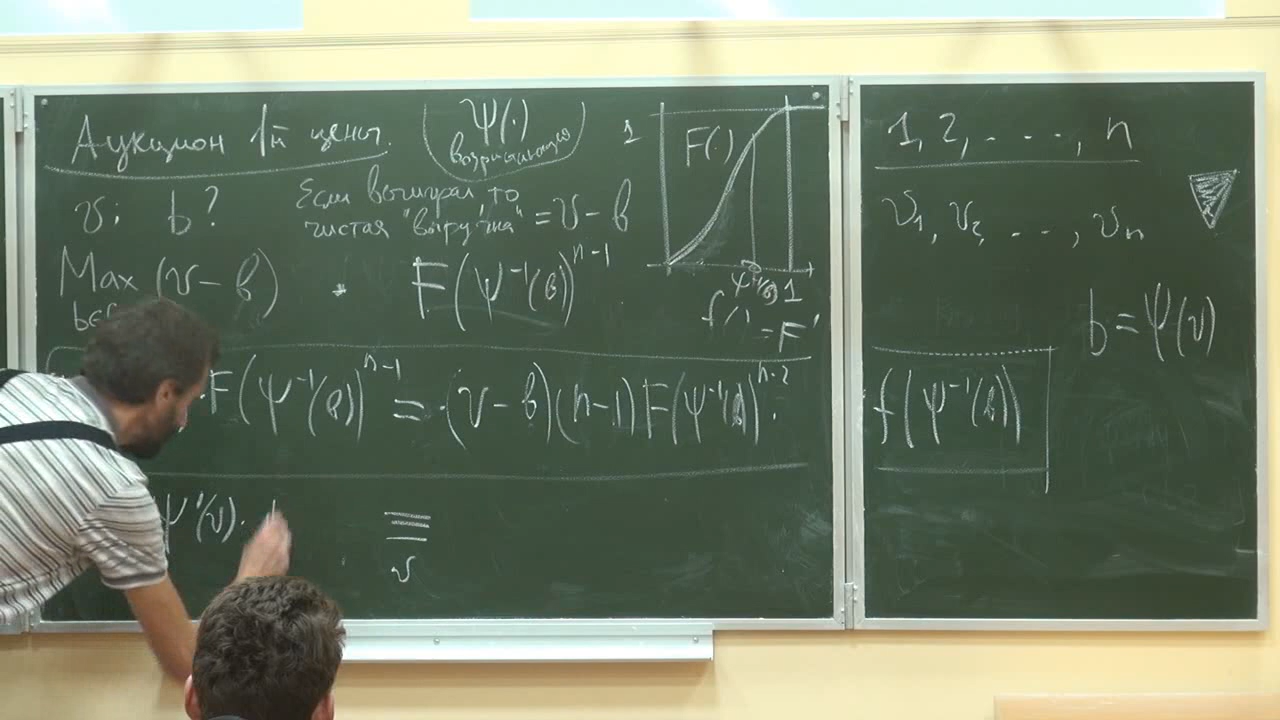 Аукцион 1й цены.
Ψ(·)
возрастающая
v; b?
Если выиграл, то
чистая "выручка" = v − b
Max (v − b) · F(Ψ⁻¹(b))ⁿ⁻¹
1
F(·)
Ψ⁻¹(b) 1
f(·) = F'
F(Ψ⁻¹(b))ⁿ⁻¹ = (v − b)(n−1)F(Ψ⁻¹(b))ⁿ⁻² ·
Ψ'(v) ·
≡
v
1, 2, . . . ., n
v₁, v₂, . . . , vₙ
b = Ψ(v)
f(Ψ⁻¹(b))